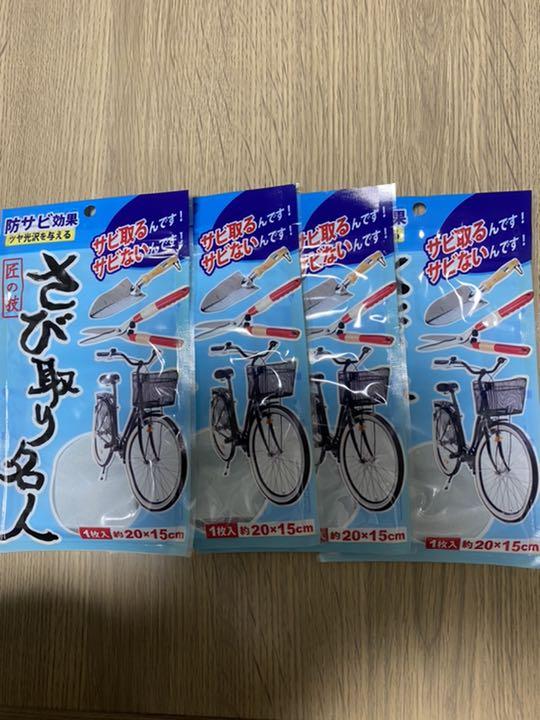 防サビ効果
ツヤ光沢を与える
サビ取るんです!
サビないんです!
匠の技
さび取り名人
1枚入 約20×15cm
サビ取るんです!
サビないんです!
1枚入 約20×15cm
サビ取るんです!
サビないんです!
1枚入 約20×15cm
効果
サビ取るんです!
サビないんです!
1枚入 約20×15cm